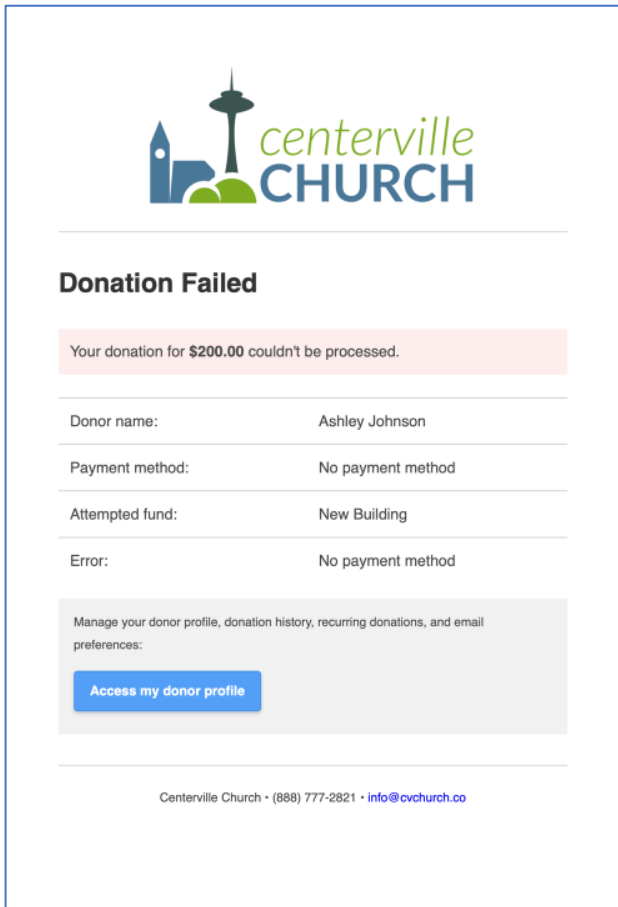 centerville
CHURCH
Donation Failed
Your donation for $200.00 couldn't be processed.
Donor name: Ashley Johnson
Payment method: No payment method
Attempted fund: New Building
Error: No payment method
Manage your donor profile, donation history, recurring donations, and email
preferences:
Access my donor profile
Centerville Church • (888) 777-2821 • info@cvchurch.co